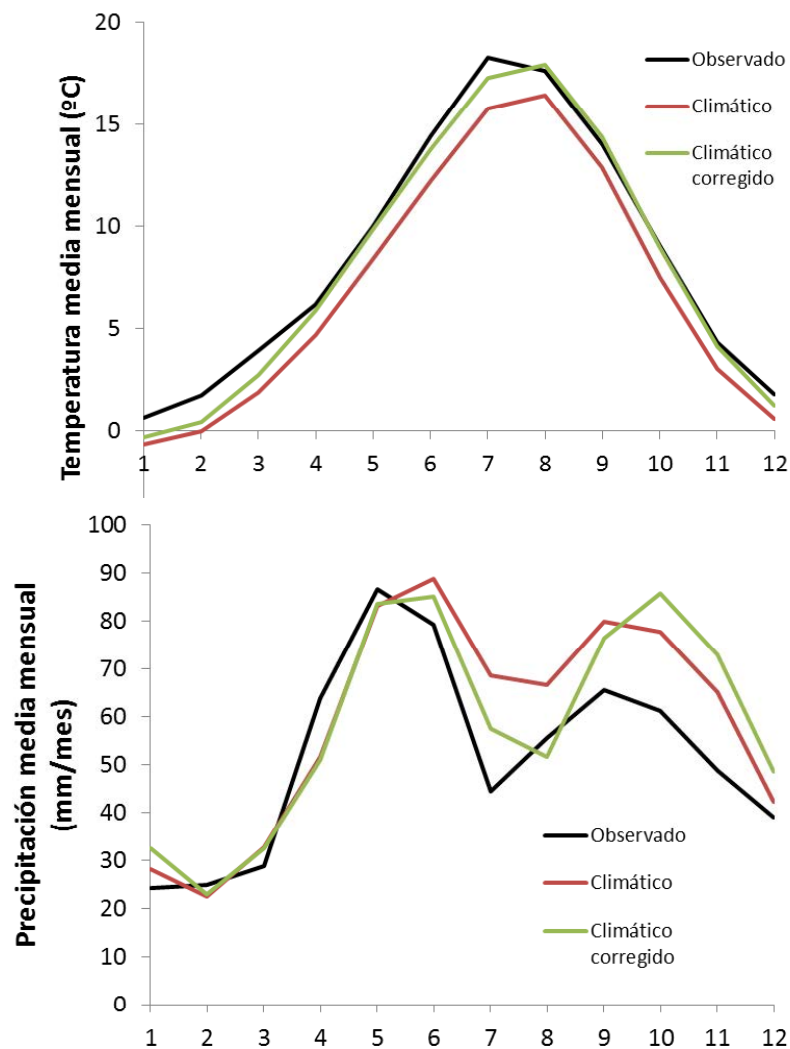 Temperatura media mensual (ºC)
20
15
10
5
0
1 2 3 4 5 6 7 8 9 10 11 12
Observado
Climático
Climático
corregido
Precipitación media mensual
(mm/mes)
100
90
80
70
60
50
40
30
20
10
0
1 2 3 4 5 6 7 8 9 10 11 12
Observado
Climático
Climático
corregido